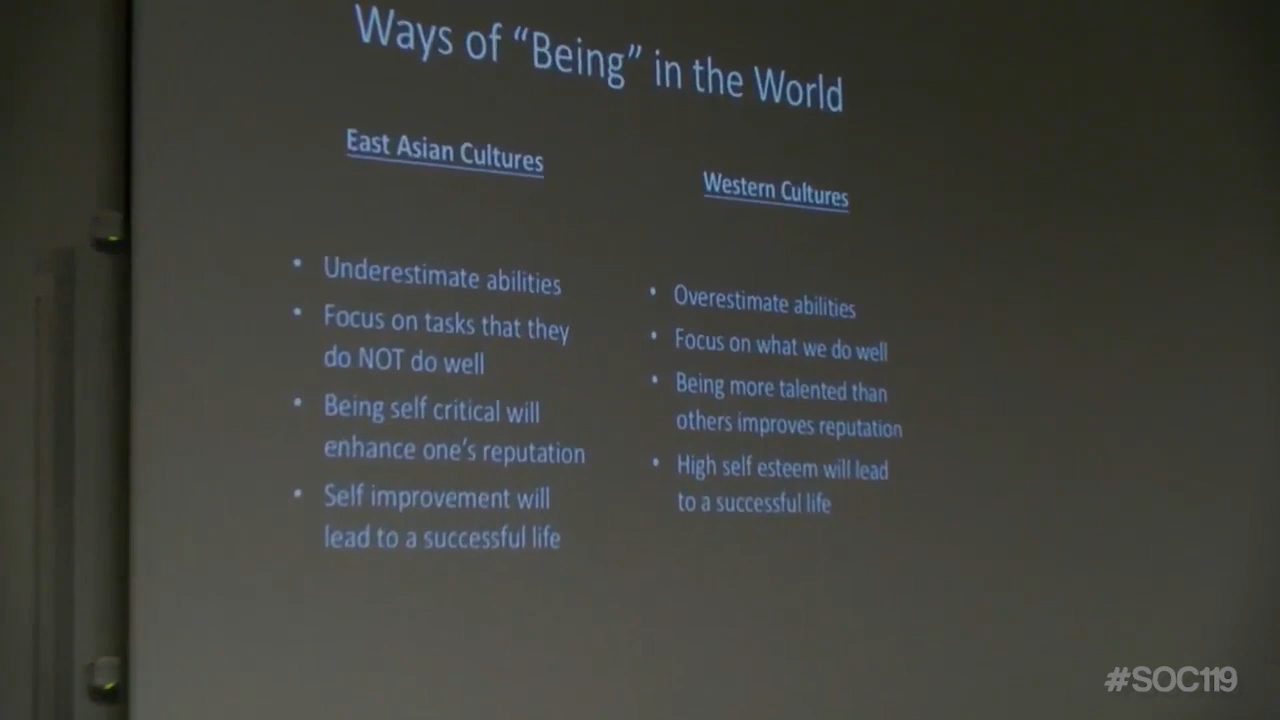 Ways of “Being” in the World
East Asian Cultures
• Underestimate abilities
• Focus on tasks that they
do NOT do well
• Being self critical will
enhance one’s reputation
• Self improvement will
lead to a successful life
Western Cultures
• Overestimate abilities
• Focus on what we do well
• Being more talented than
others improves reputation
• High self esteem will lead
to a successful life
#SOC119